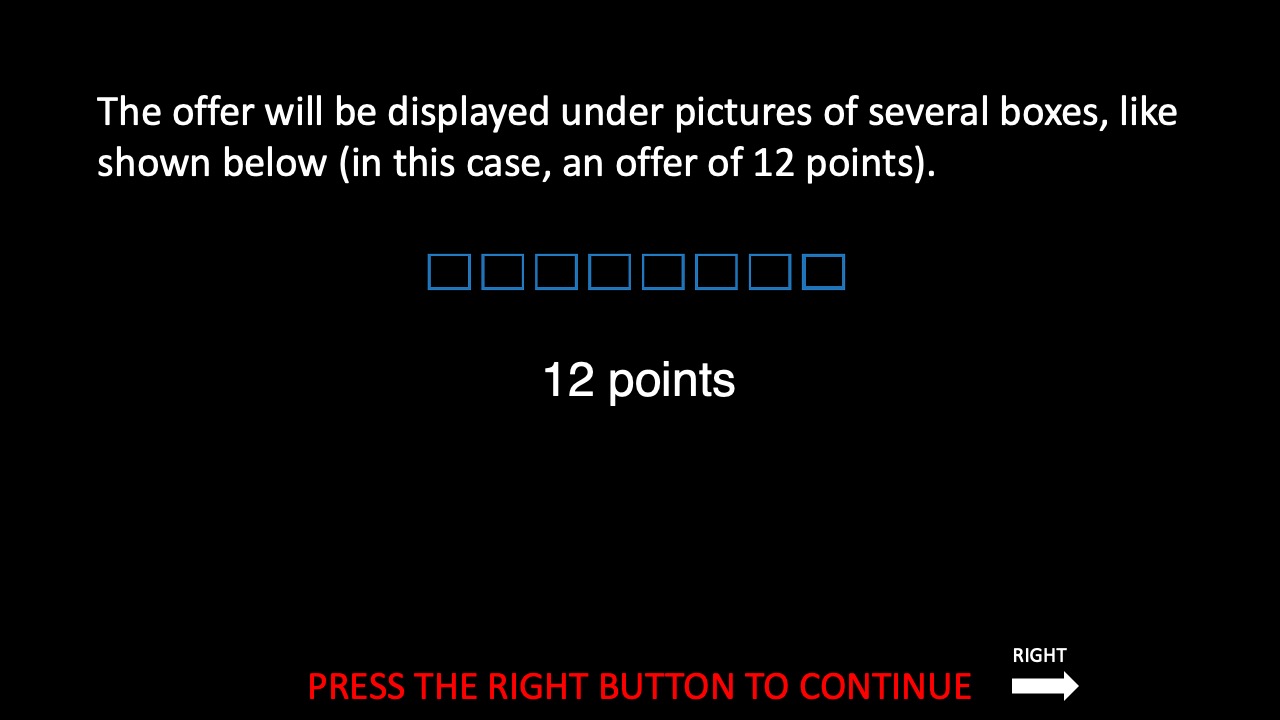 The offer will be displayed under pictures of several boxes, like
shown below (in this case, an offer of 12 points).
12 points
RIGHT
PRESS THE RIGHT BUTTON TO CONTINUE